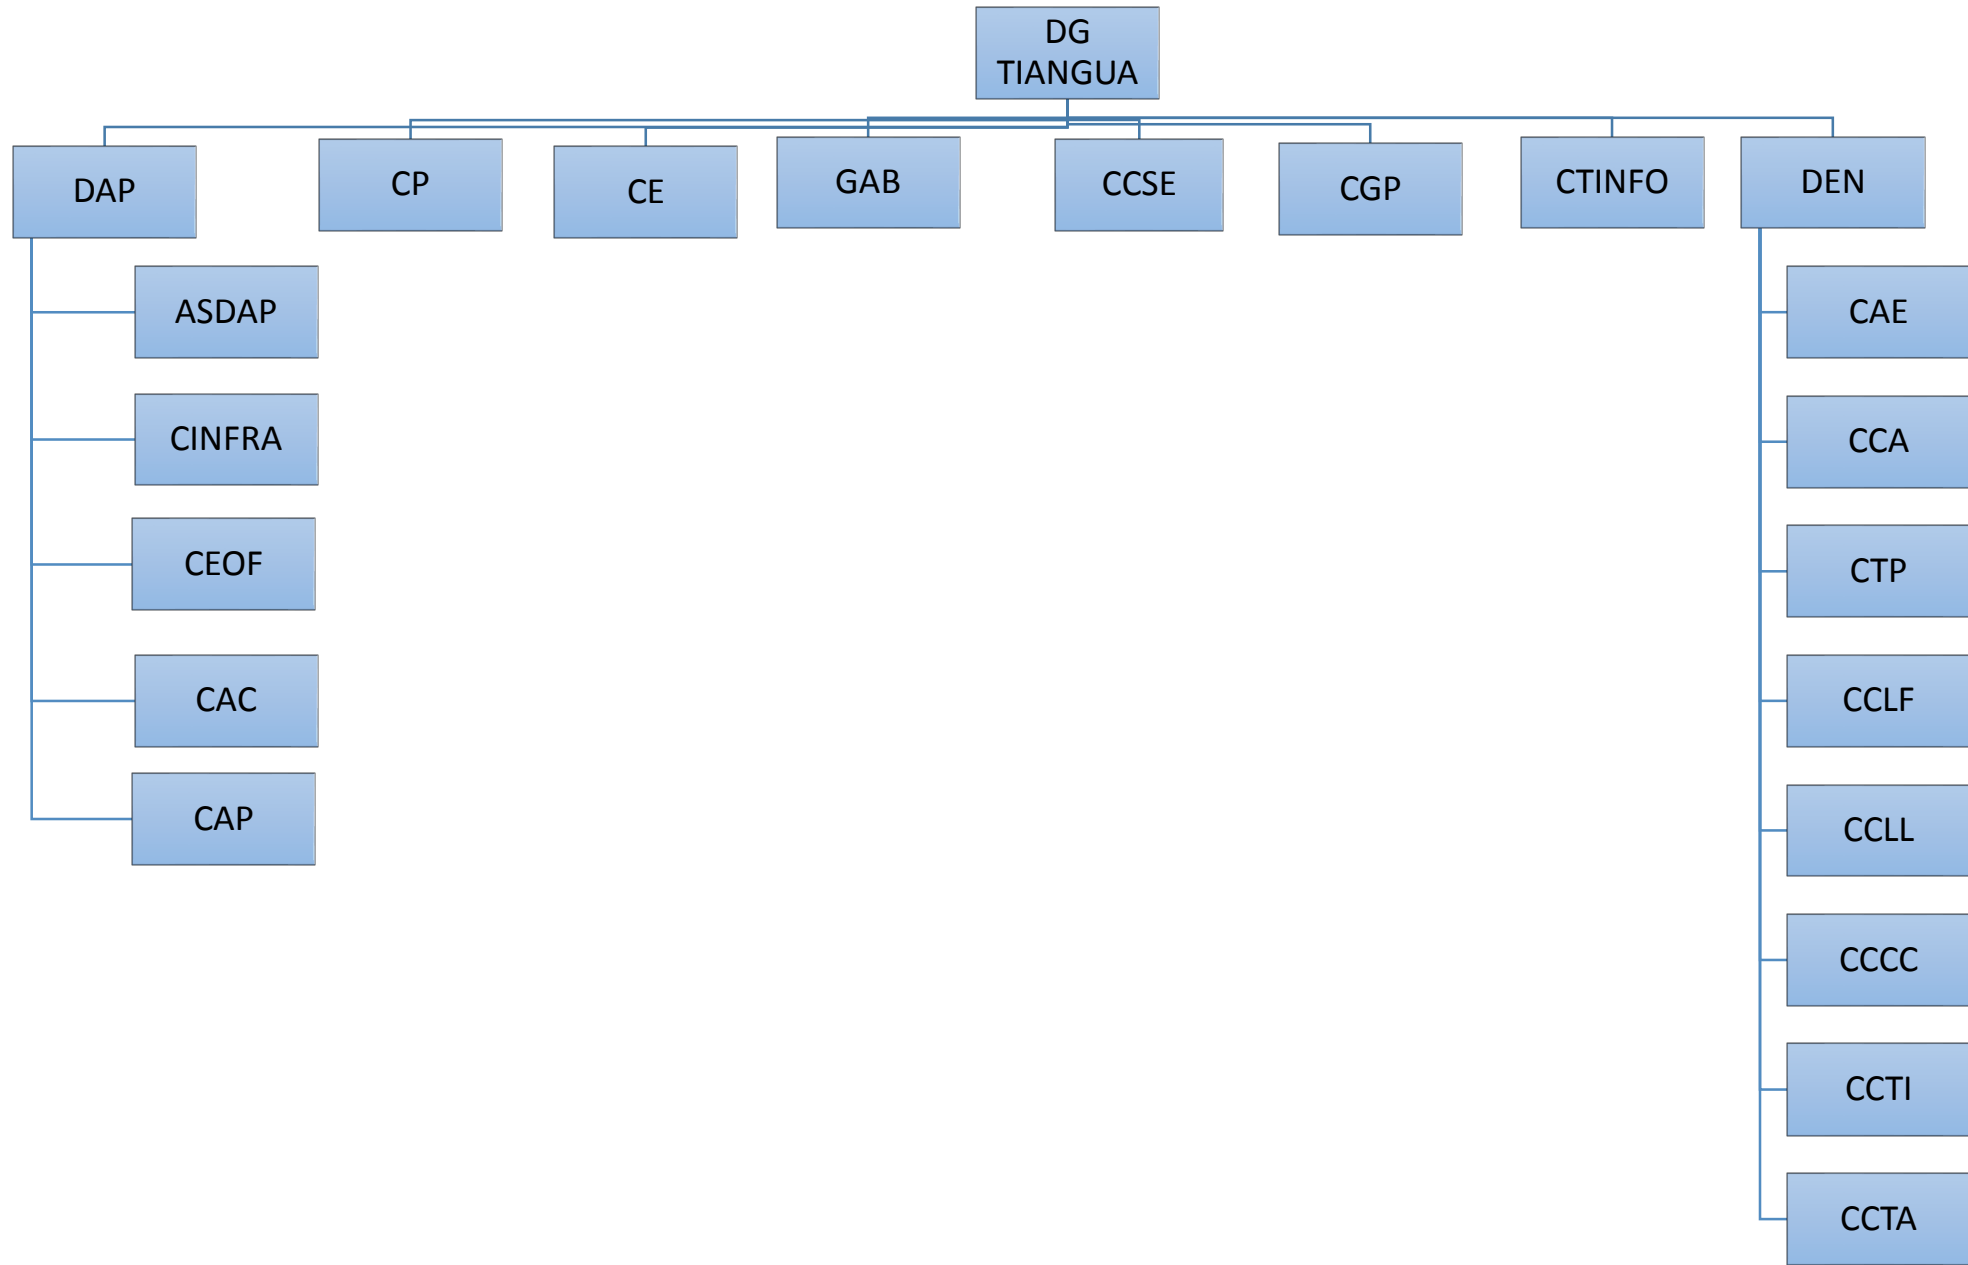 DG
TIANGUA
DAP
CP
CE
GAB
CCSE
CGP
CTINFO
DEN
ASDAP
CINFRA
CEOF
CAC
CAP
CAE
CCA
CTP
CCLF
CCLL
CCCC
CCTI
CCTA